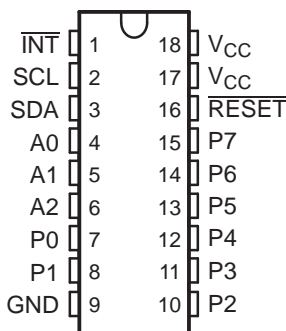 INT 1 18 VCC
SCL 2 17 VCC
SDA 3 16 RESET
A0 4 15 P7
A1 5 14 P6
A2 6 13 P5
P0 7 12 P4
P1 8 11 P3
GND 9 10 P2